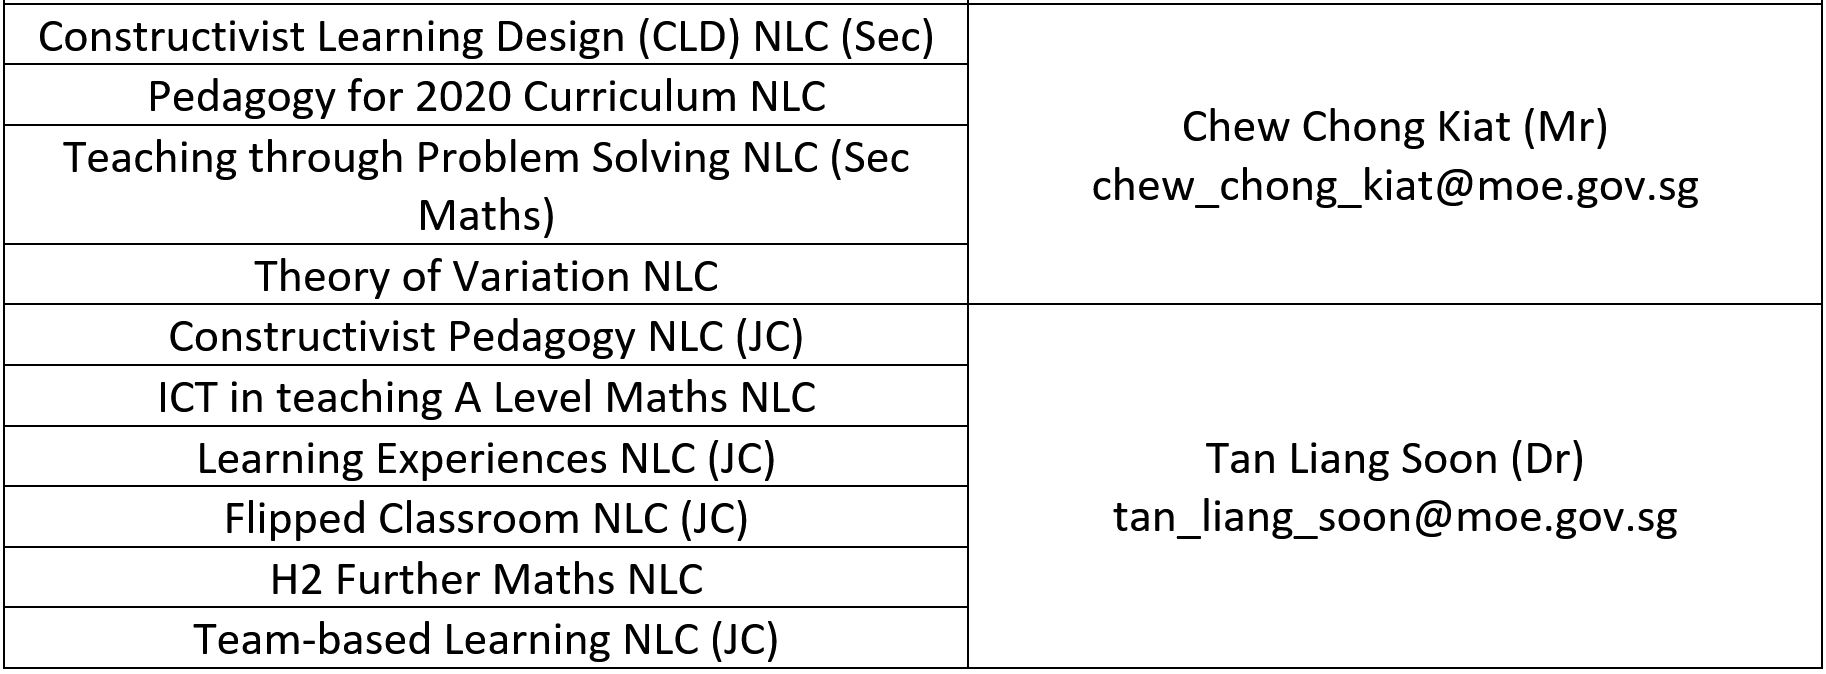 Constructivist Learning Design (CLD) NLC (Sec)
Pedagogy for 2020 Curriculum NLC
Teaching through Problem Solving NLC (Sec
Maths)
Theory of Variation NLC
Chew Chong Kiat (Mr)
chew_chong_kiat@moe.gov.sg
Constructivist Pedagogy NLC (JC)
ICT in teaching A Level Maths NLC
Learning Experiences NLC (JC)
Flipped Classroom NLC (JC)
H2 Further Maths NLC
Team-based Learning NLC (JC)
Tan Liang Soon (Dr)
tan_liang_soon@moe.gov.sg